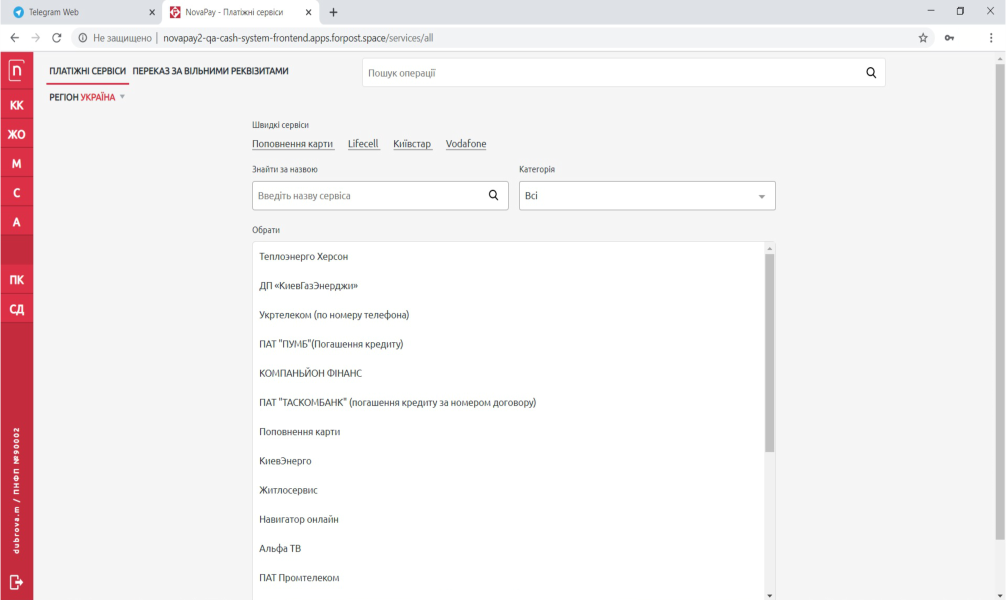 Telegram Web
NovaPay - Платіжні сервіси
Не защищено | novapay2-qa-cash-system-frontend.apps.forpost.space/services/all
n
ПЛАТІЖНІ СЕРВІСИ ПЕРЕКАЗ ЗА ВІЛЬНИМИ РЕКВІЗИТАМИ
Пошук операції
РЕГІОН УКРАЇНА
КК
ЖО
М
С
А
ПК
СД
dubrova.m / ПНФП №90002
Швидкі сервіси
Поповнення карти Lifecell Київстар Vodafone
Знайти за назвою
Категорія
Введіть назву сервіса
Всі
Обрати
Теплоэнерго Херсон
ДП «КиевГазЭнерджи»
Укртелеком (по номеру телефона)
ПАТ "ПУМБ"(Погашення кредиту)
КОМПАНЬЙОН ФІНАНС
ПАТ "ТАСКОМБАНК" (погашення кредиту за номером договору)
Поповнення карти
КиевЭнерго
Житлосервис
Навигатор онлайн
Альфа ТВ
ПАТ Промтелеком